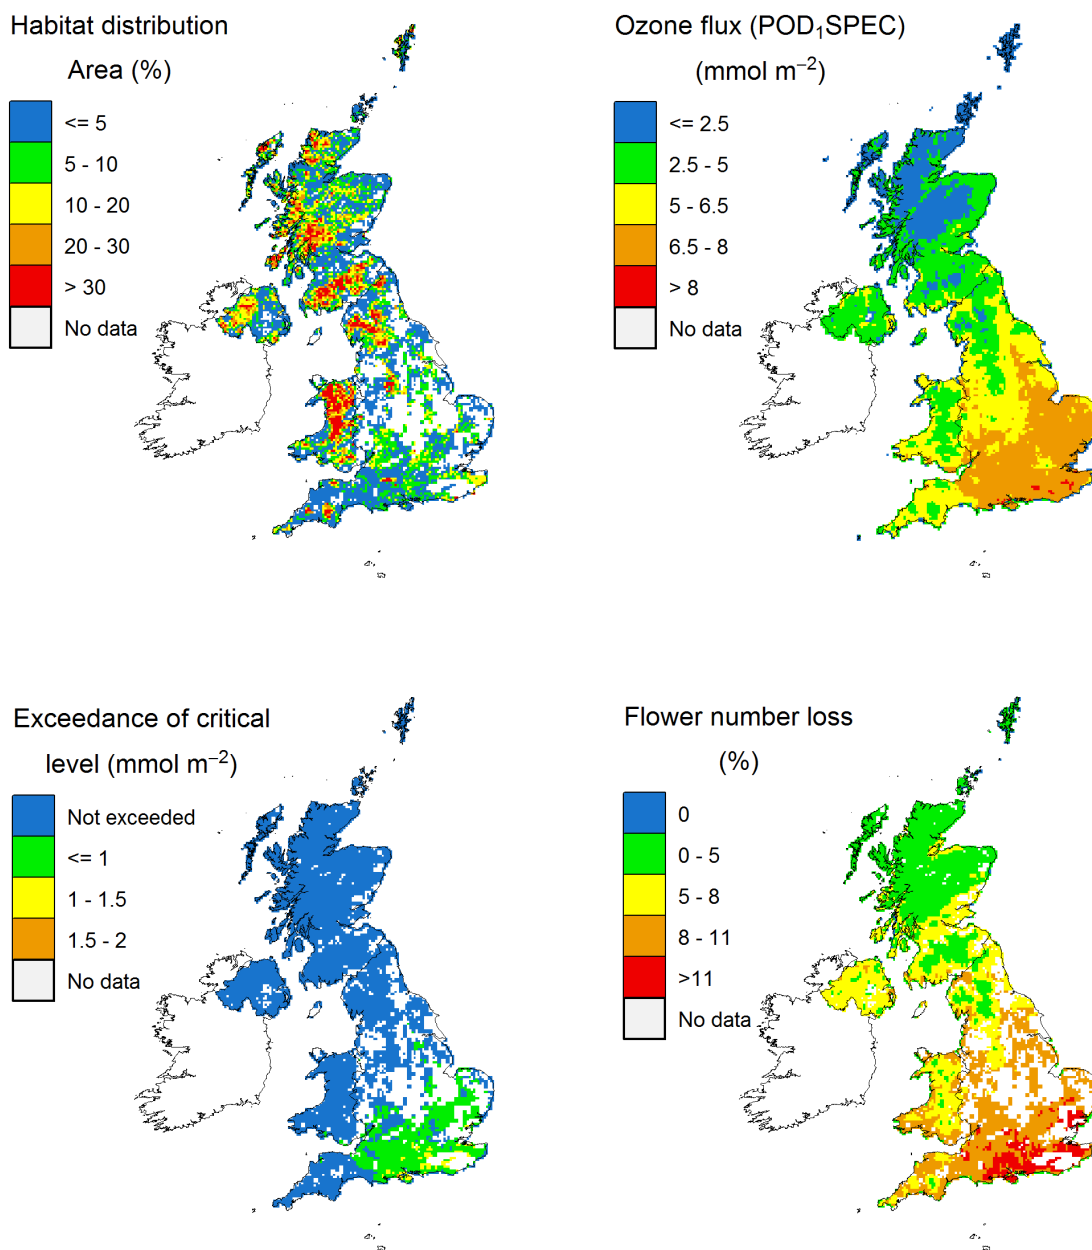 Habitat distribution
Area (%)
<= 5
5 - 10
10 - 20
20 - 30
> 30
No data
Ozone flux (POD₁SPEC)
(mmol m⁻²)
<= 2.5
2.5 - 5
5 - 6.5
6.5 - 8
> 8
No data
Exceedance of critical
level (mmol m⁻²)
Not exceeded
<= 1
1 - 1.5
1.5 - 2
No data
Flower number loss
(%)
0
0 - 5
5 - 8
8 - 11
>11
No data